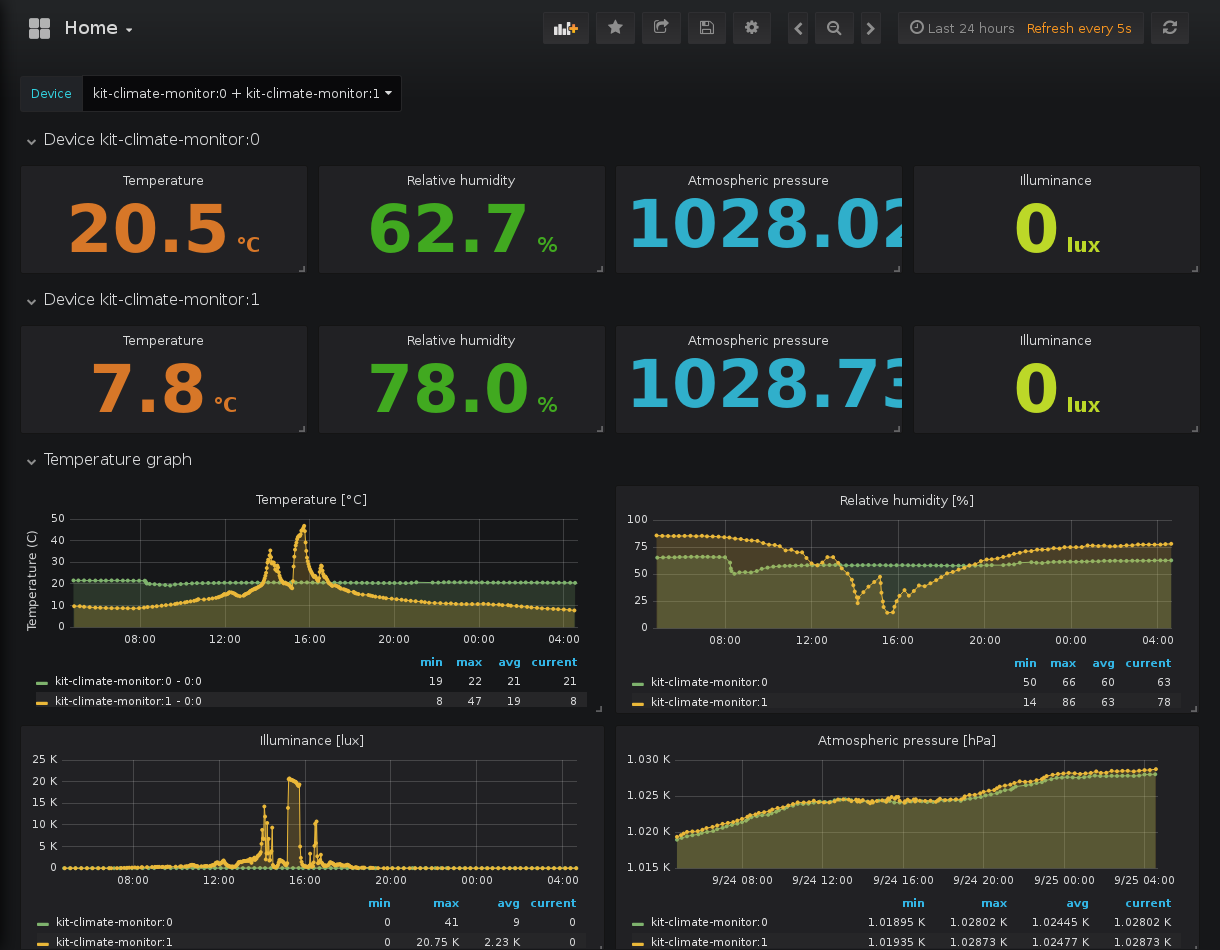 Home
Last 24 hours Refresh every 5s
Device kit-climate-monitor:0 + kit-climate-monitor:1
Device kit-climate-monitor:0
Temperature Relative humidity Atmospheric pressure Illuminance
20.5 °C 62.7 % 1028.02 0 lux
Device kit-climate-monitor:1
Temperature Relative humidity Atmospheric pressure Illuminance
7.8 °C 78.0 % 1028.73 0 lux
Temperature graph
Temperature [°C]
Temperature (C)
50
40
30
20
10
0
08:00 12:00 16:00 20:00 00:00 04:00
min max avg current
kit-climate-monitor:0 - 0:0 19 22 21 21
kit-climate-monitor:1 - 0:0 8 47 19 8
Relative humidity [%]
100
75
50
25
0
08:00 12:00 16:00 20:00 00:00 04:00
min max avg current
kit-climate-monitor:0 50 66 60 63
kit-climate-monitor:1 14 86 63 78
Illuminance [lux]
25 K
20 K
15 K
10 K
5 K
0
08:00 12:00 16:00 20:00 00:00 04:00
min max avg current
kit-climate-monitor:0 0 41 9 0
kit-climate-monitor:1 0 20.75 K 2.23 K 0
Atmospheric pressure [hPa]
1.030 K
1.025 K
1.020 K
1.015 K
9/24 08:00 9/24 12:00 9/24 16:00 9/24 20:00 9/25 00:00 9/25 04:00
min max avg current
kit-climate-monitor:0 1.01895 K 1.02802 K 1.02445 K 1.02802 K
kit-climate-monitor:1 1.01935 K 1.02873 K 1.02477 K 1.02873 K